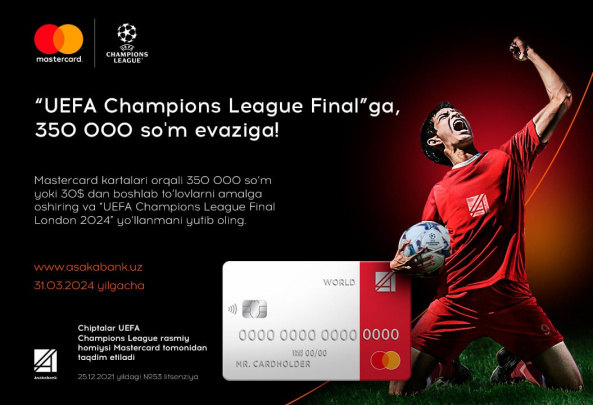 mastercard
CHAMPIONS
LEAGUE
"UEFA Champions League Final"ga,
350 000 so'm evaziga!
Mastercard kartalari orqali 350 000 so'm
yoki 30$ dan boshlab to'lovlarni amalga
oshiring va "UEFA Champions League Final
London 2024" yo'llanmani yutib oling.
www.asakabank.uz
31.03.2024 yilgacha
WORLD
0000 0000 0000 0000
00/00
MR. CARDHOLDER
Chiptalar UEFA
Champions League rasmiy
homiysi Mastercard tomonidan
taqdim etiladi
Asakabank
25.12.2021 yildagi №53 litsenziya